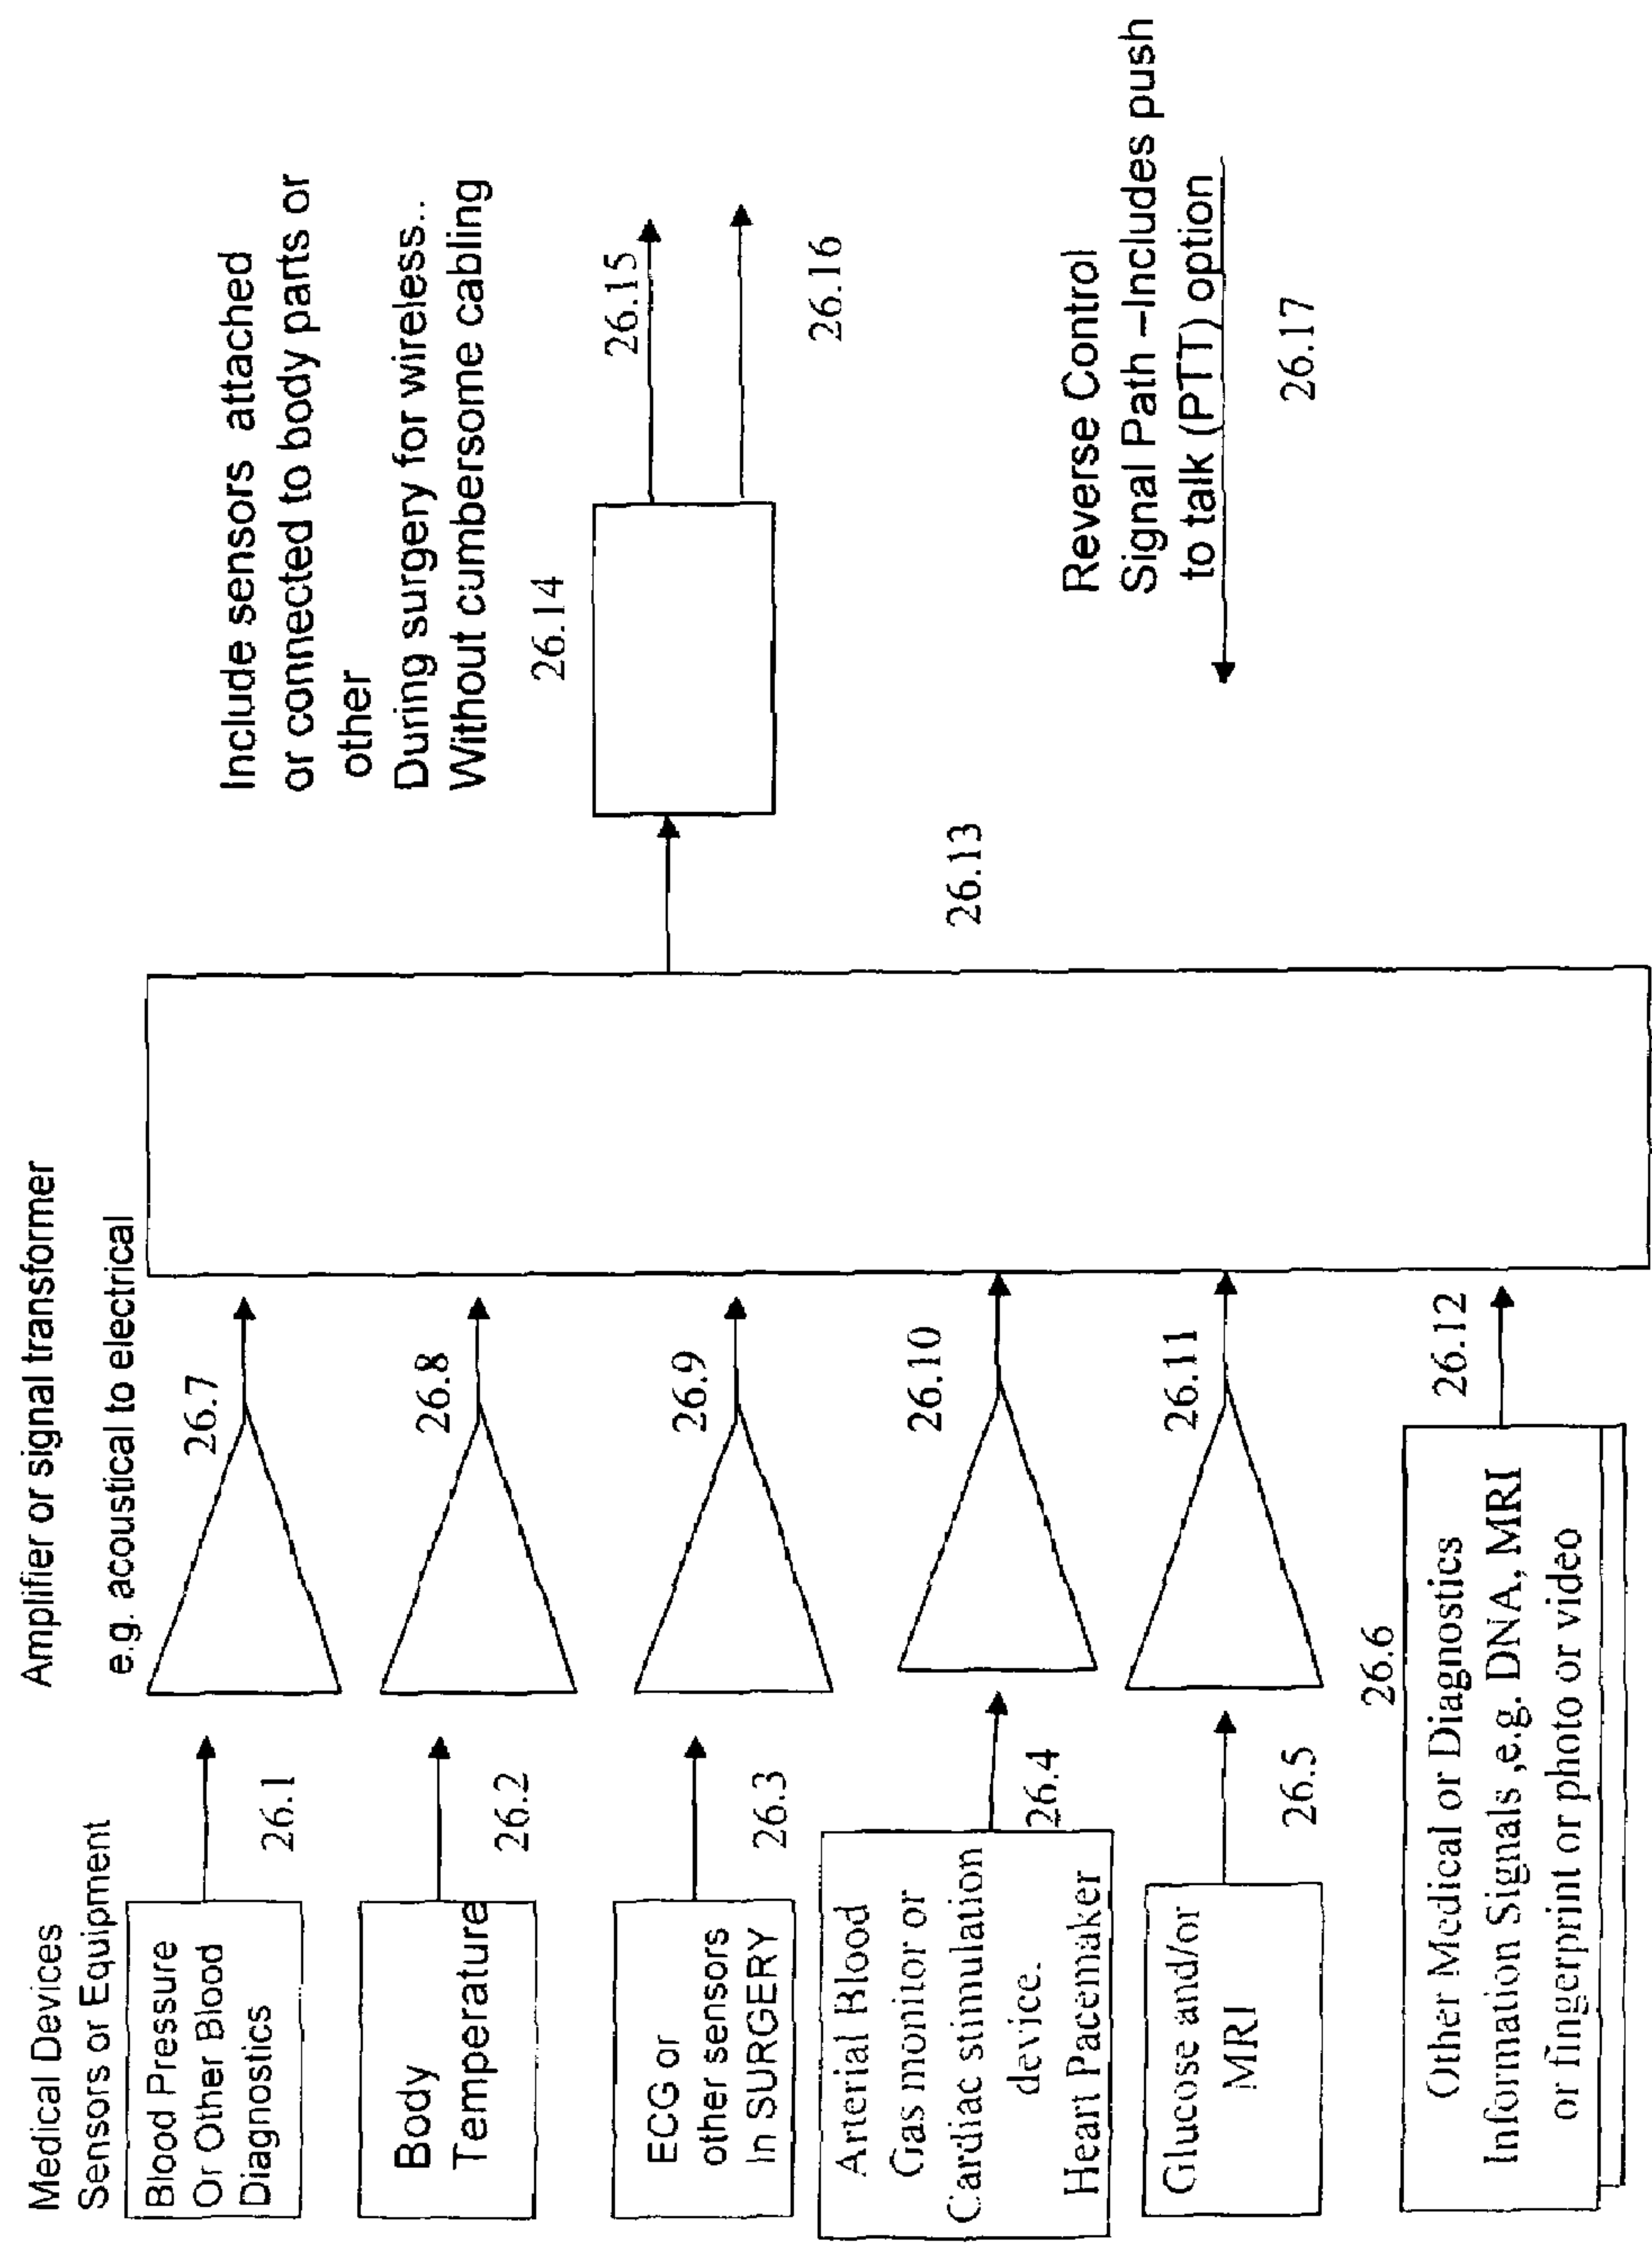 Medical Devices
Sensors or Equipment
Amplifier or signal transformer
e.g. acoustical to electrical
Include sensors attached
or connected to body parts or
other
During surgery for wireless..
Without cumbersome cabling
Blood Pressure
Or Other Blood
Diagnostics
26.1
26.7
Body
Temperature
26.2
26.8
ECG or
other sensors
In SURGERY
26.3
26.9
Arterial Blood
Gas monitor or
Cardiac stimulation
device.
Heart Pacemaker
26.4
26.10
Glucose and/or
MRI
26.5
26.11
26.6
Other Medical or Diagnostics
Information Signals ,e.g. DNA, MRI
or fingerprint or photo or video
26.12
26.13
26.14
26.15
26.16
Reverse Control
Signal Path –Includes push
to talk (PTT) option
26.17